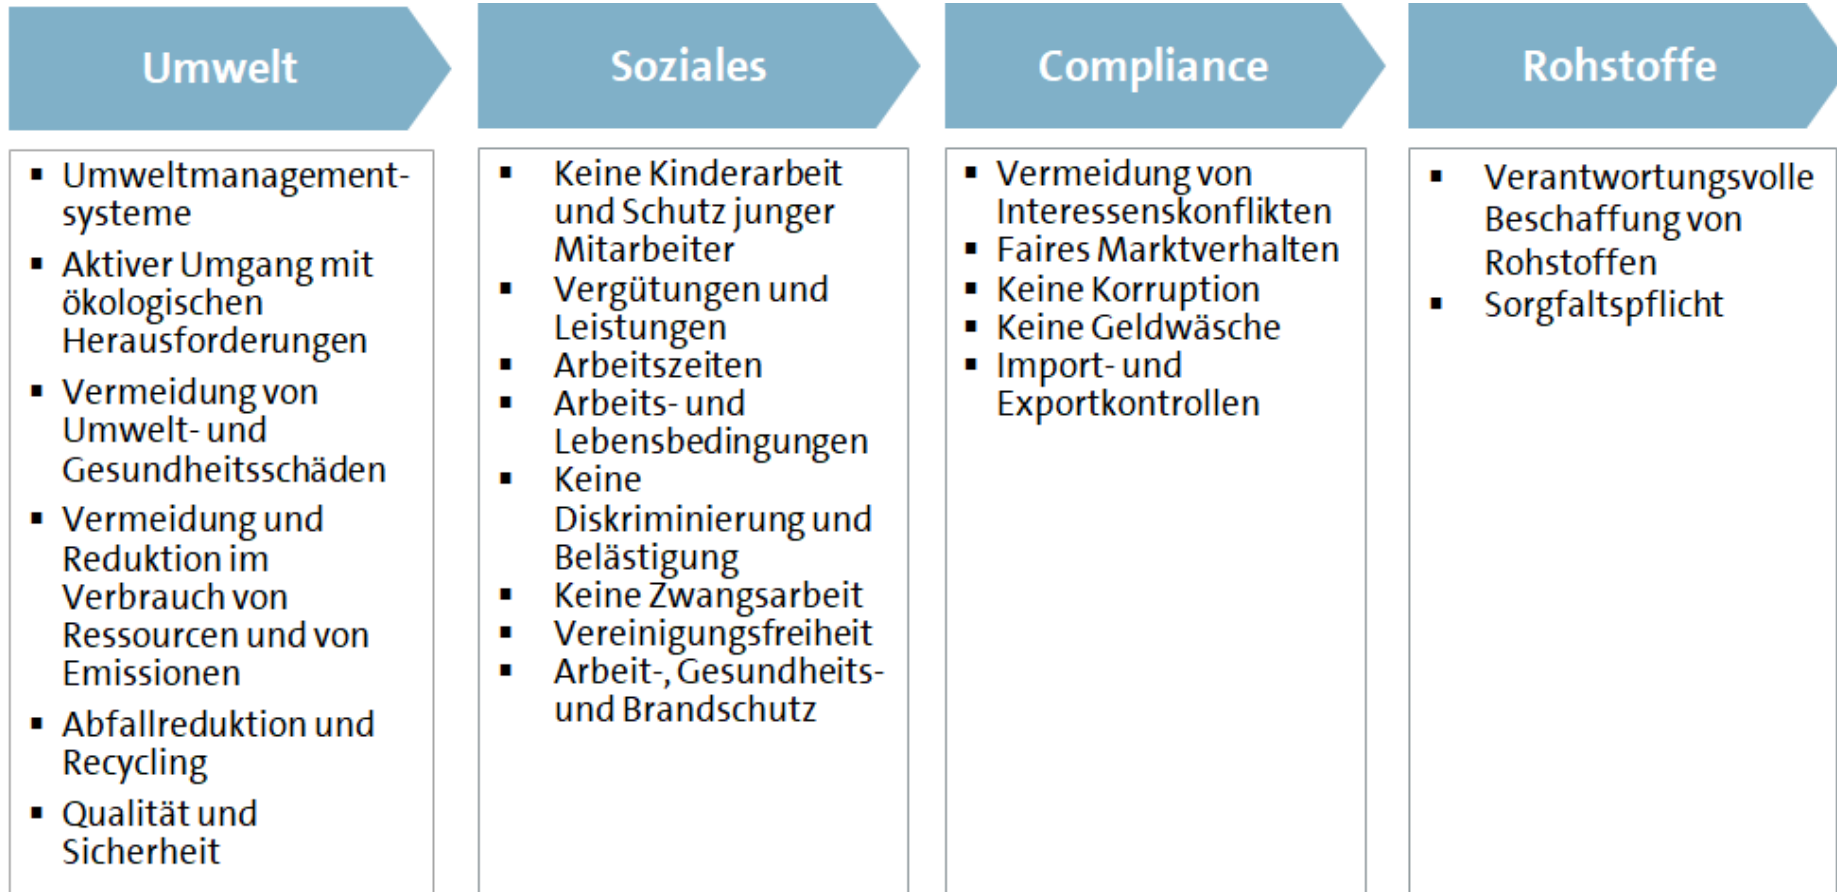 Umwelt
Umweltmanagement-
systeme
Aktiver Umgang mit
ökologischen
Herausforderungen
Vermeidung von
Umwelt- und
Gesundheitsschäden
Vermeidung und
Reduktion im
Verbrauch von
Ressourcen und von
Emissionen
Abfallreduktion und
Recycling
Qualität und
Sicherheit
Soziales
Keine Kinderarbeit
und Schutz junger
Mitarbeiter
Vergütungen und
Leistungen
Arbeitszeiten
Arbeits- und
Lebensbedingungen
Keine
Diskriminierung und
Belästigung
Keine Zwangsarbeit
Vereinigungsfreiheit
Arbeit-, Gesundheits-
und Brandschutz
Compliance
Vermeidung von
Interessenskonflikten
Faires Marktverhalten
Keine Korruption
Keine Geldwäsche
Import- und
Exportkontrollen
Rohstoffe
Verantwortungsvolle
Beschaffung von
Rohstoffen
Sorgfaltspflicht